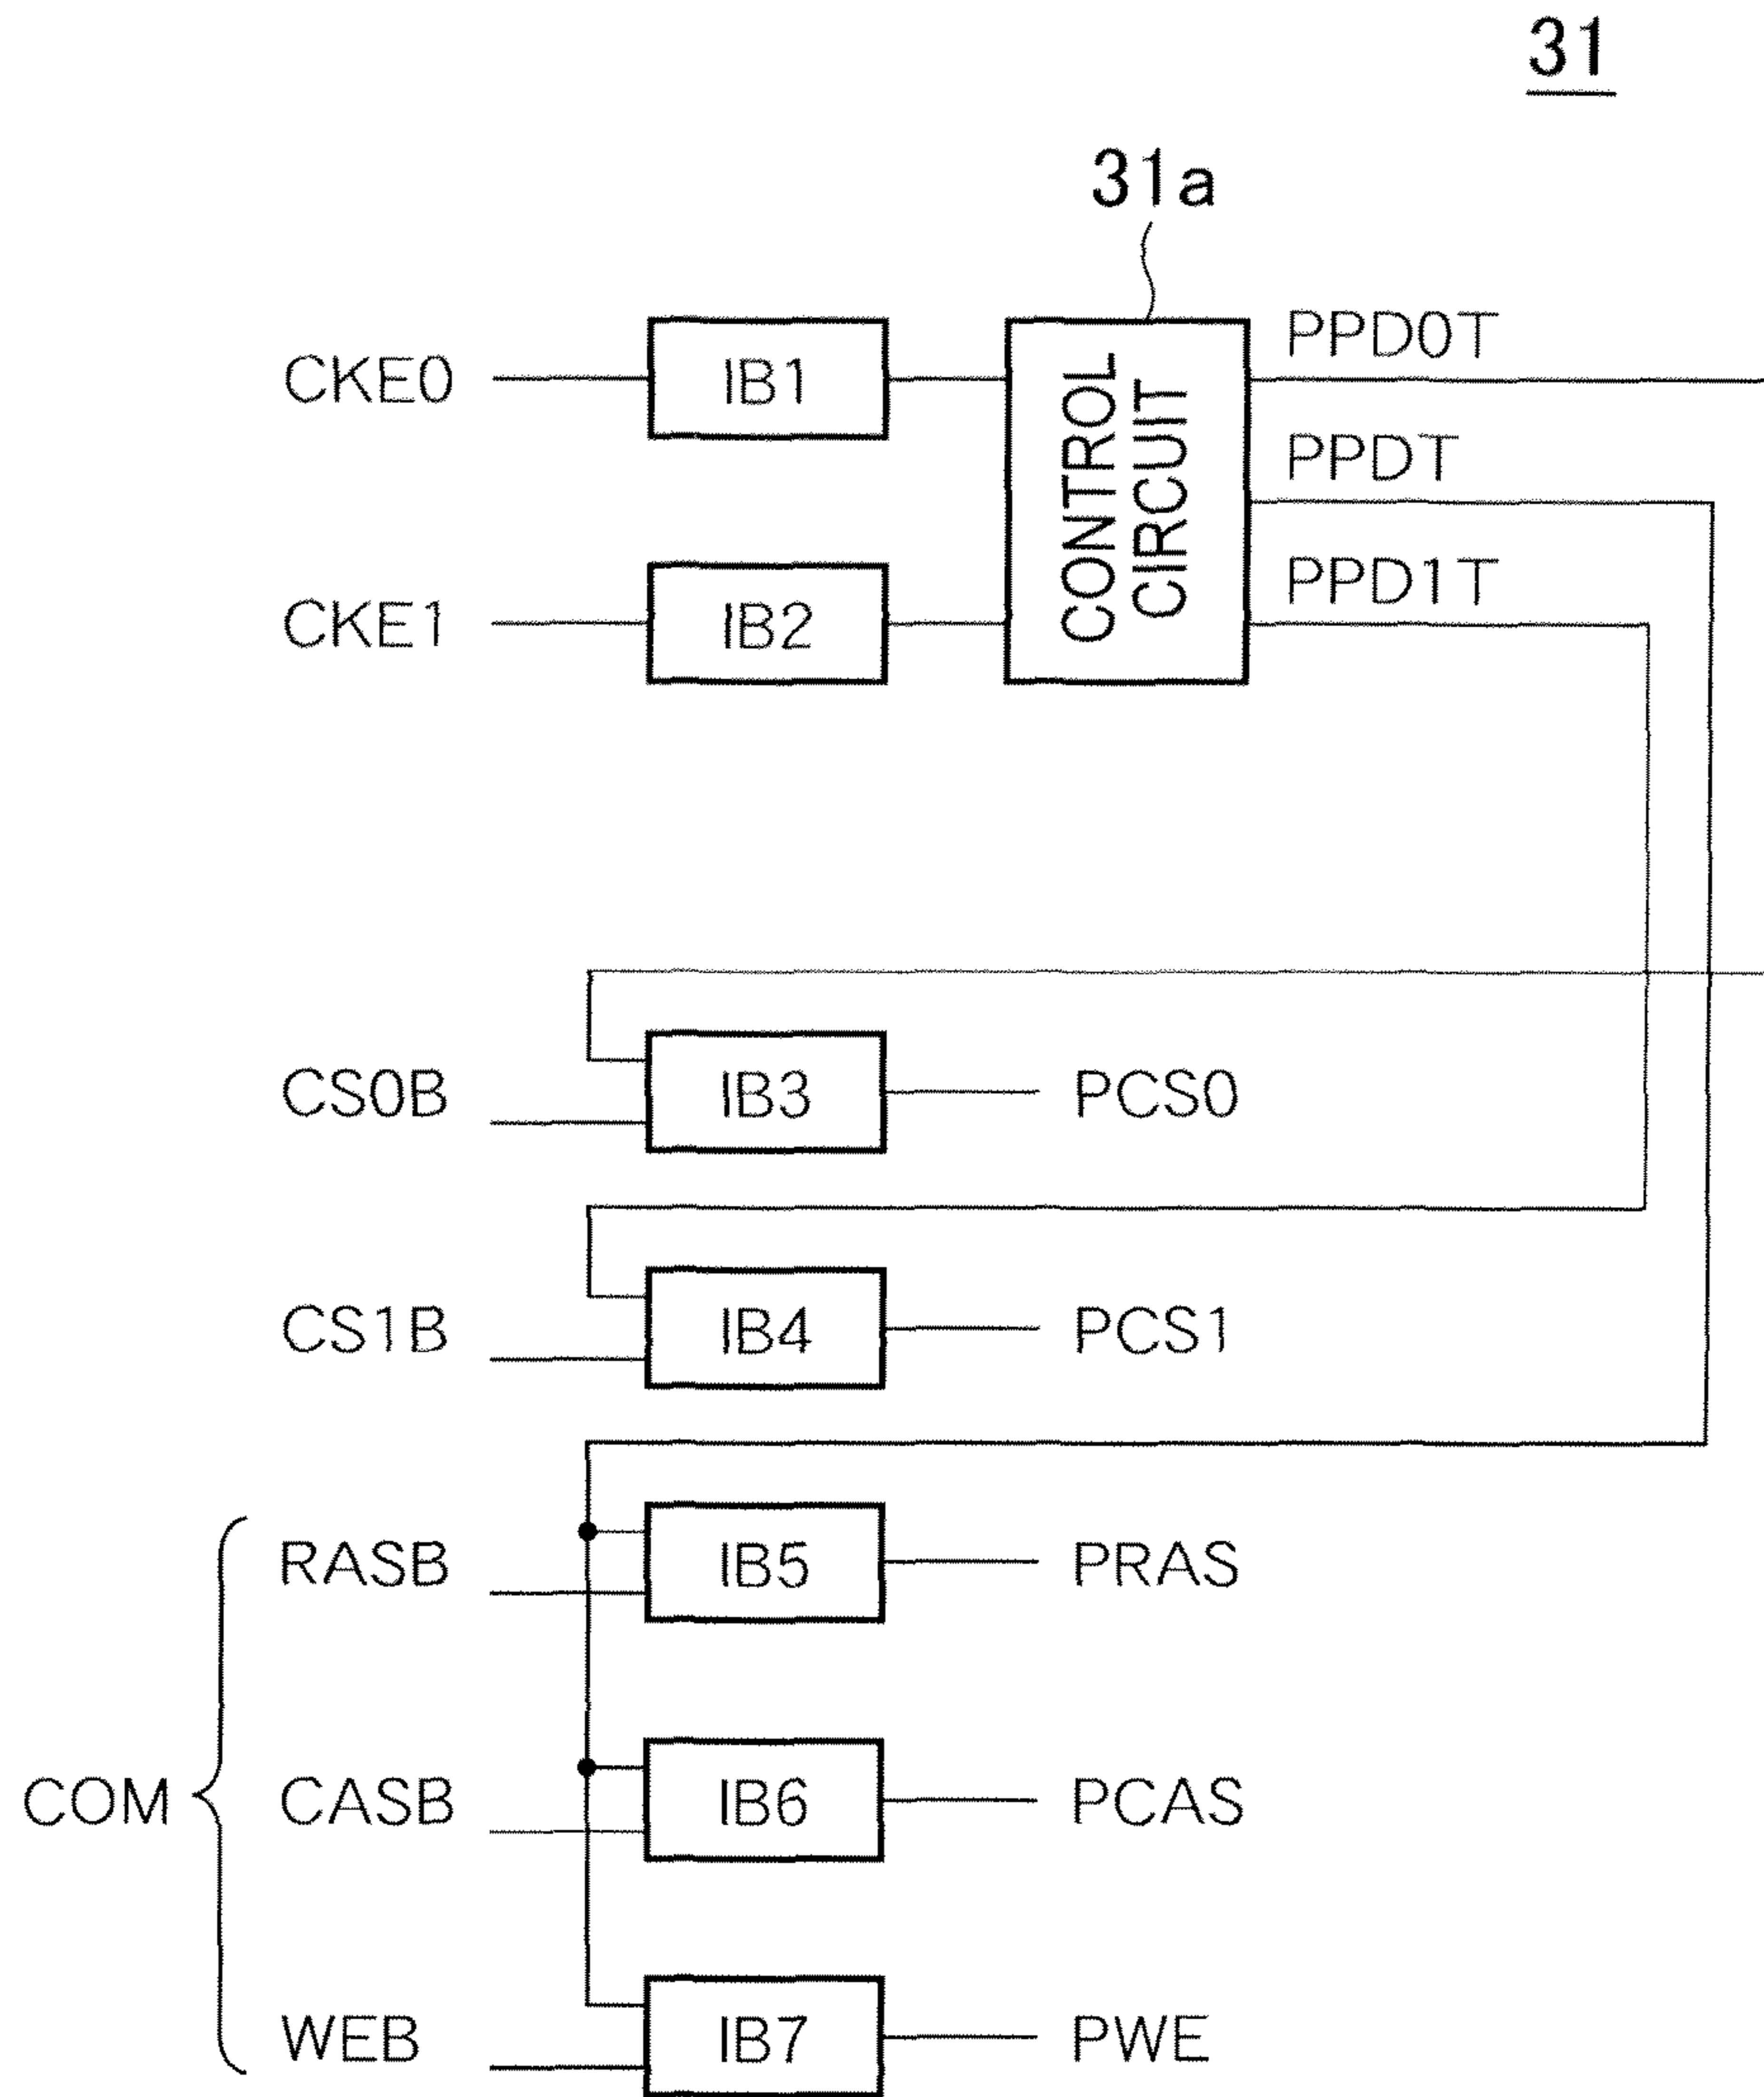 31
31a
CKE0
IB1
CONTROL
CIRCUIT
PPD0T
PPDT
PPD1T
CKE1
IB2
CS0B
IB3
PCS0
CS1B
IB4
PCS1
COM
RASB
IB5
PRAS
CASB
IB6
PCAS
WEB
IB7
PWE